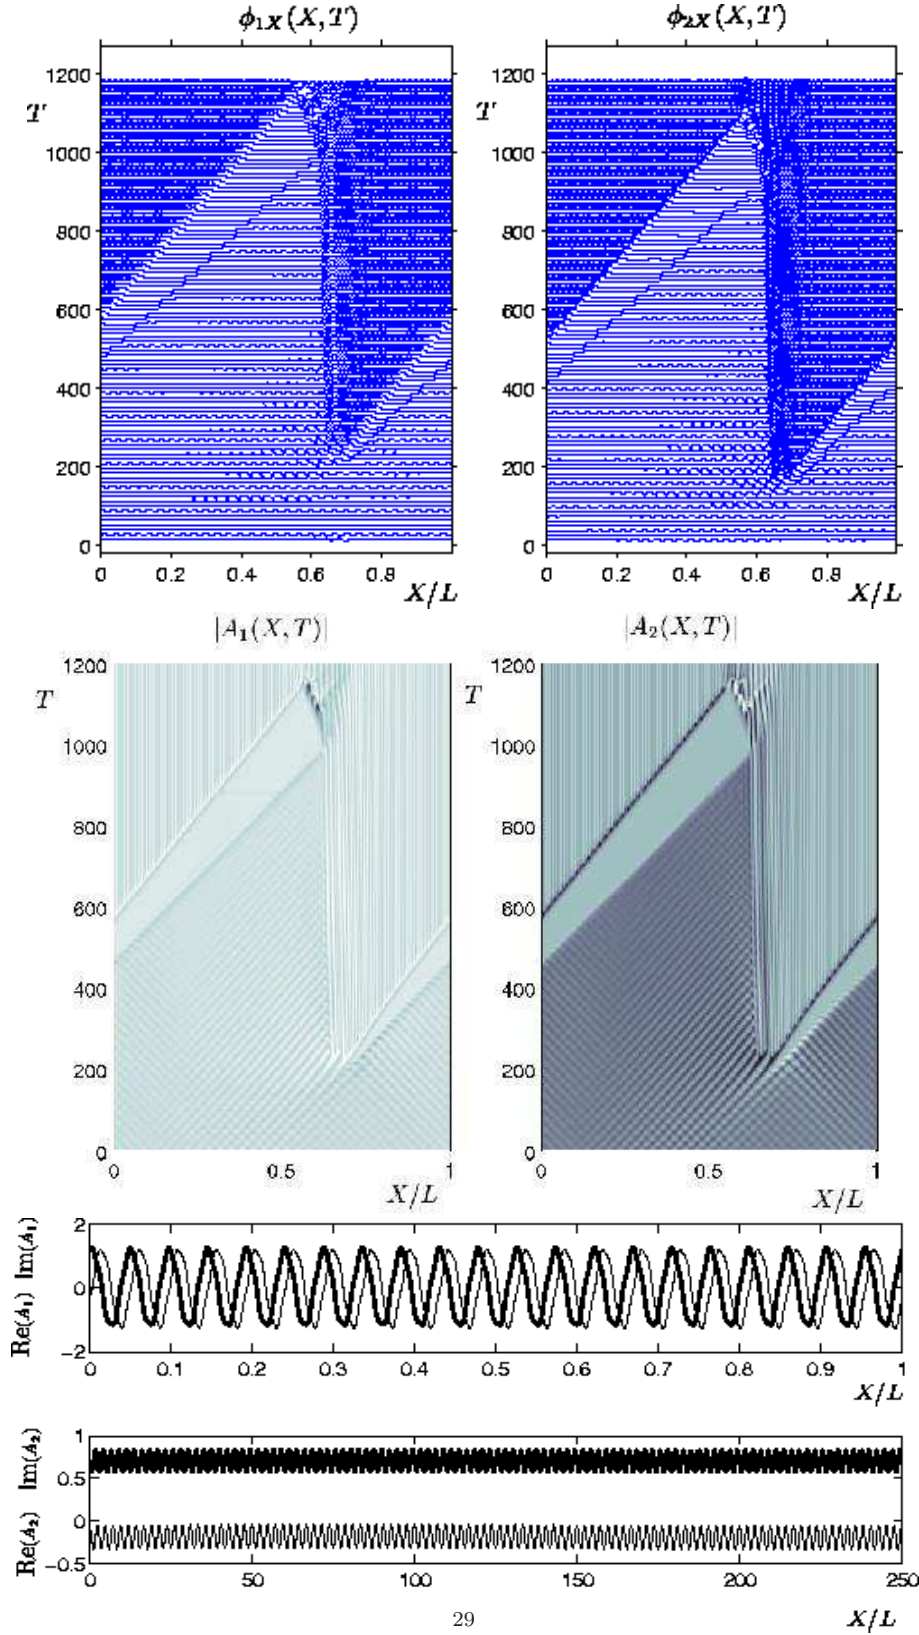 ϕ₁X(X, T)
ϕ₂X(X, T)
1200
1000
800
600
400
200
0
T
0 0.2 0.4 0.6 0.8
X/L
1200
1000
800
600
400
200
0
T
0 0.2 0.4 0.6 0.8
X/L
|A₁(X, T)|
|A₂(X, T)|
1200
1000
800
600
400
200
0
T
0 0.5 1
X/L
1200
1000
800
600
400
200
0
T
0 0.5 1
X/L
Re(A₁) Im(A₁)
2
0
−2
0 0.1 0.2 0.3 0.4 0.5 0.6 0.7 0.8 0.9 1
X/L
Re(A₂) Im(A₂)
1
0.5
0
−0.5
0 50 100 150 200 250
X/L
29